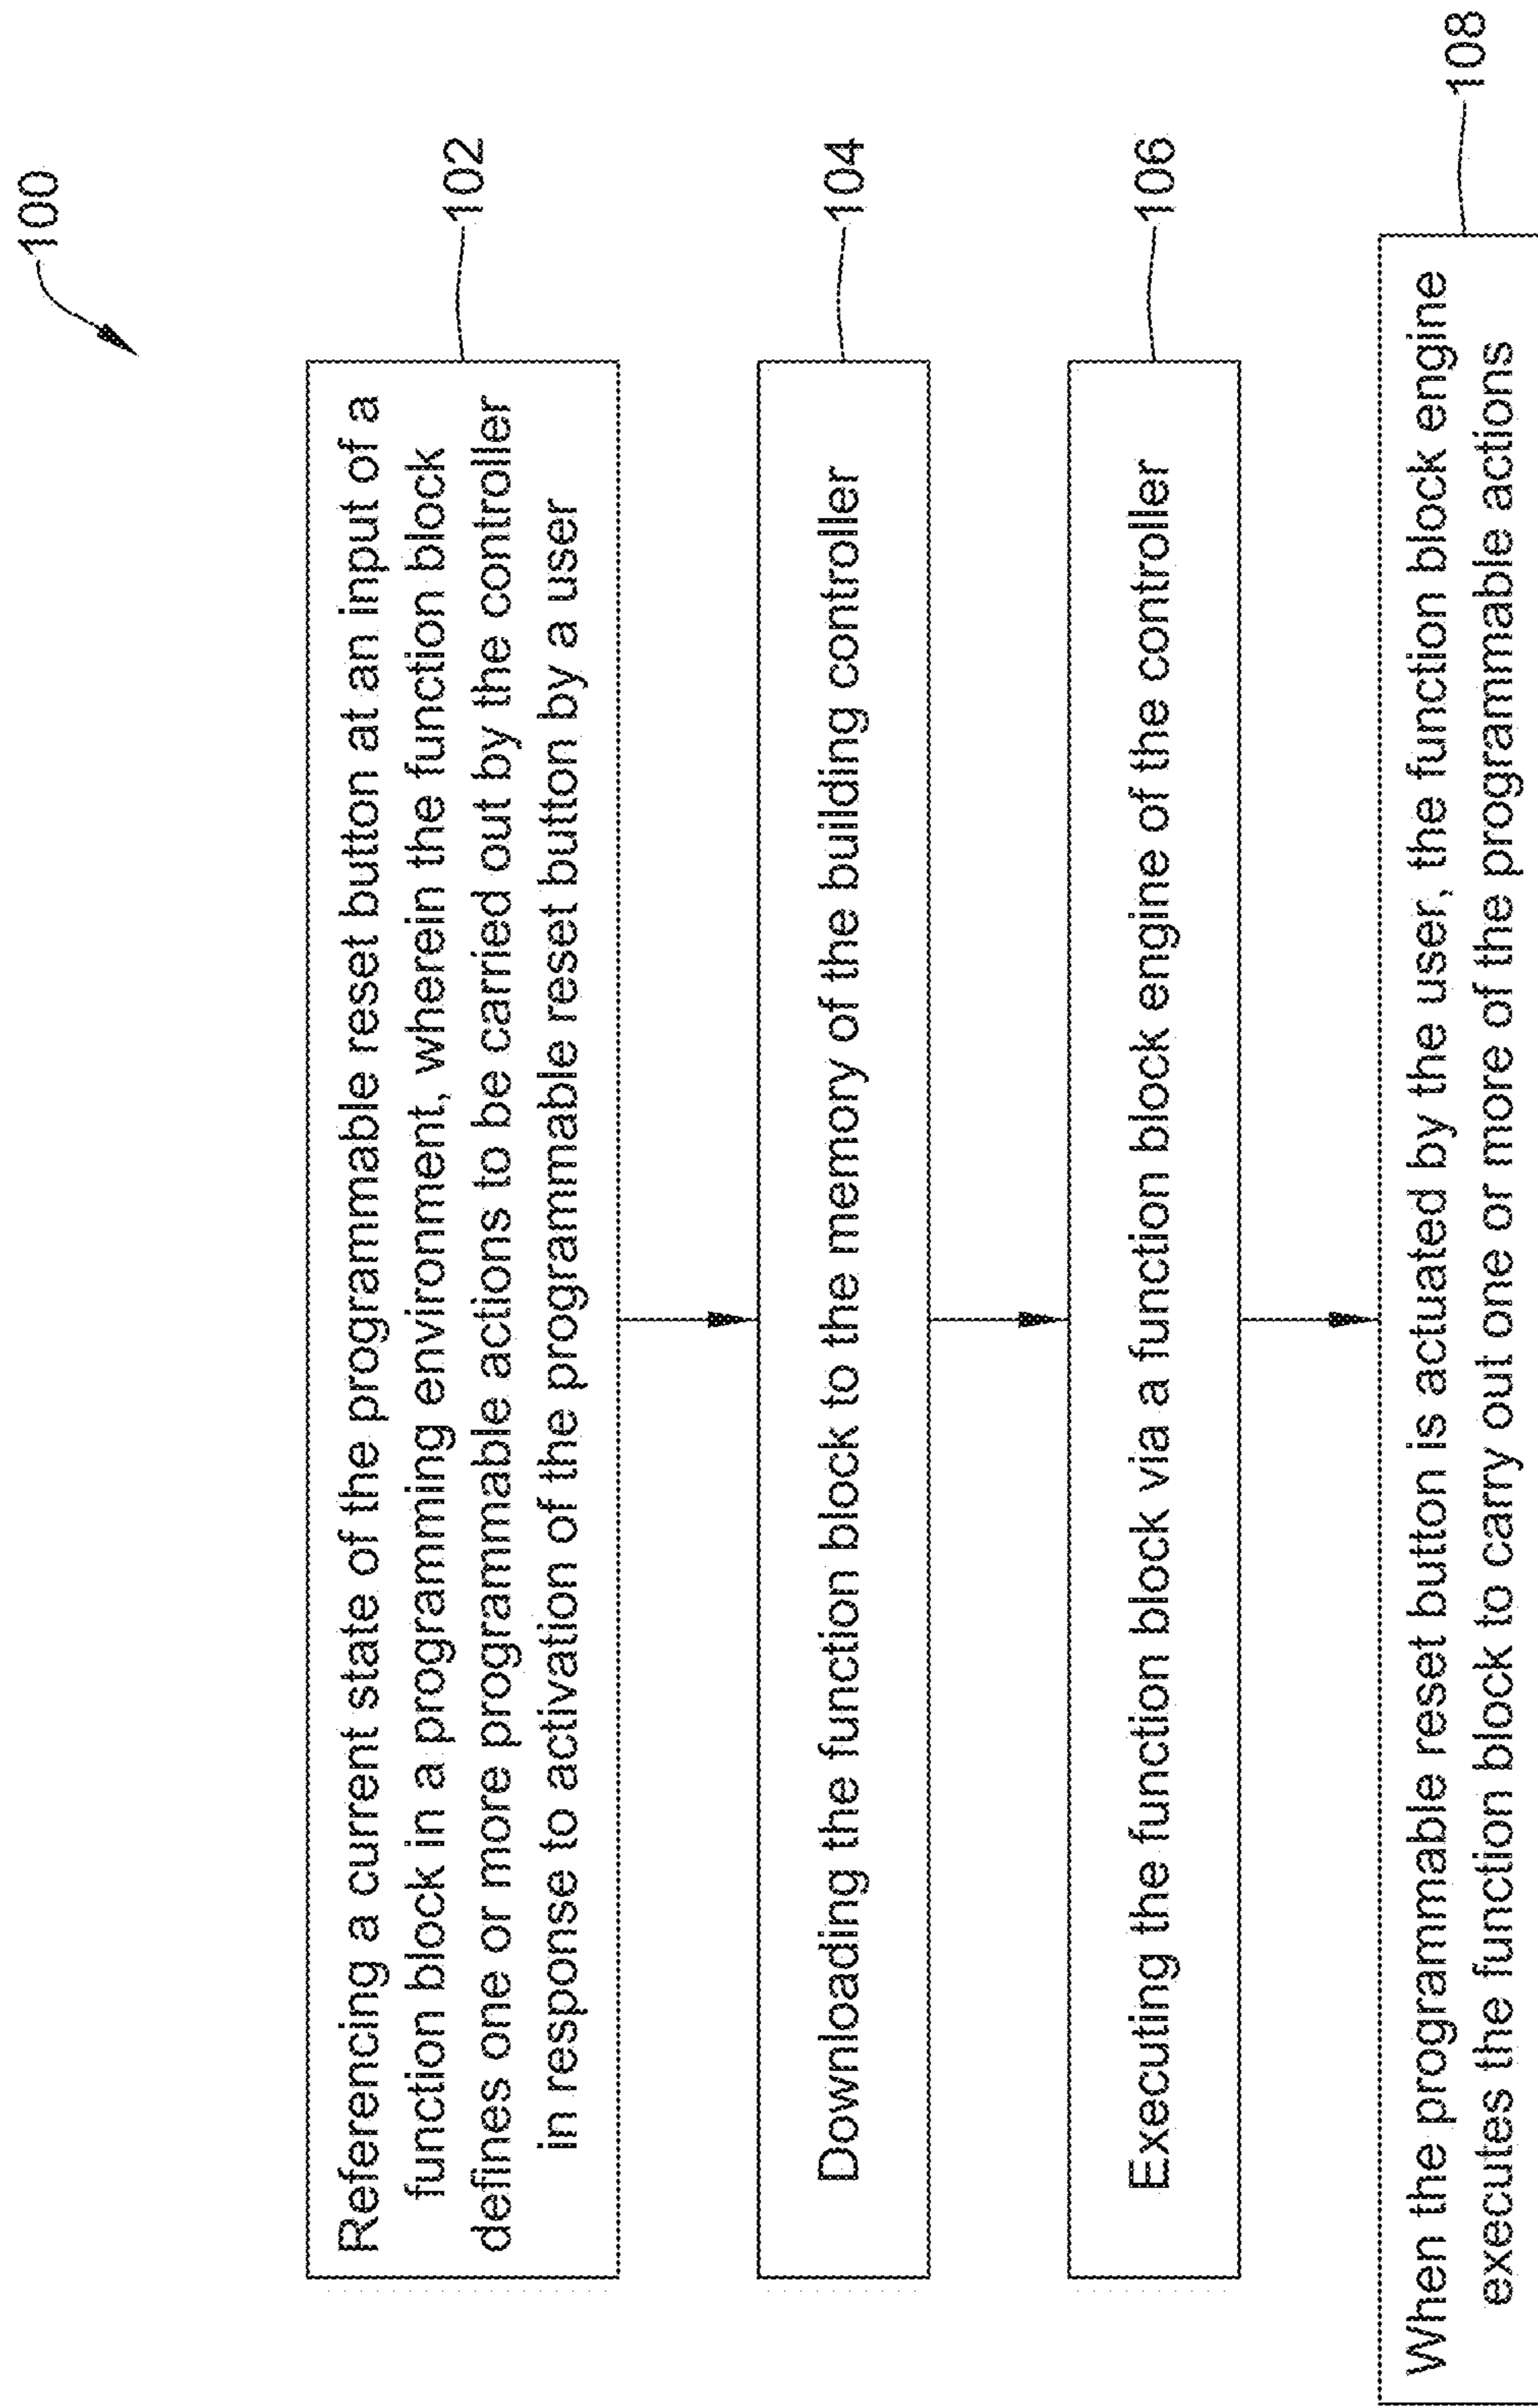 100
Referencing a current state of the programmable reset button at an input of a
function block in a programming environment, wherein the function block
defines one or more programmable actions to be carried out by the controller
in response to activation of the programmable reset button by a user
102
Downloading the function block to the memory of the building controller
104
Executing the function block via a function block engine of the controller
106
When the programmable reset button is actuated by the user, the function block engine
executes the function block to carry out one or more of the programmable actions
108